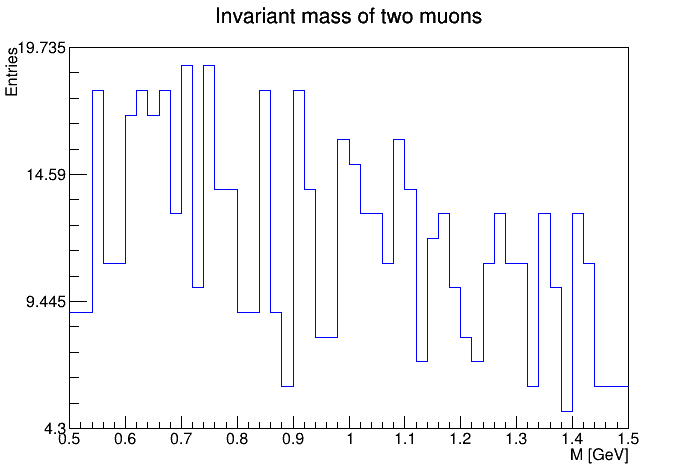 Invariant mass of two muons
Entries
19.735
14.59
9.445
4.3
0.5 0.6 0.7 0.8 0.9 1 1.1 1.2 1.3 1.4 1.5
M [GeV]